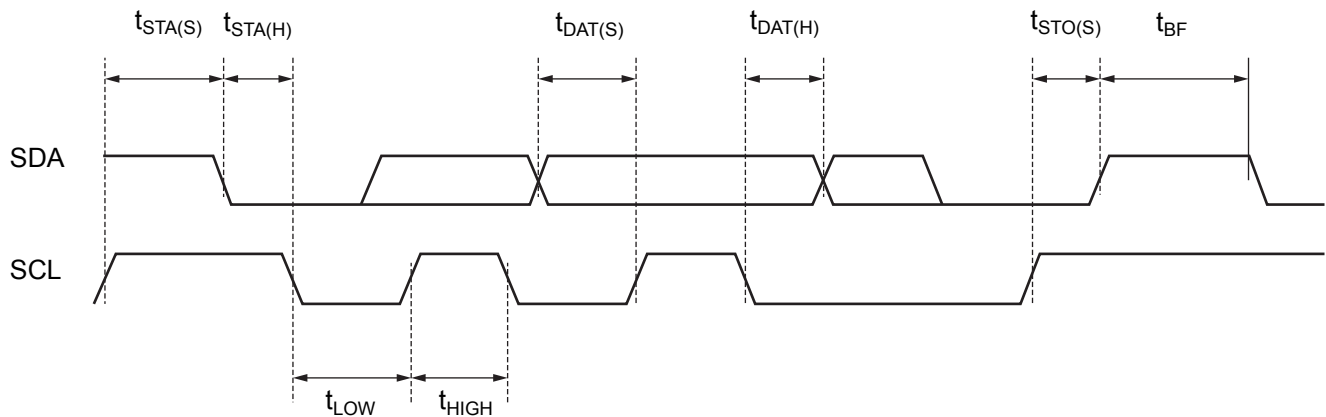 tSTA(S) tSTA(H) tDAT(S) tDAT(H) tSTO(S) tBF
SDA
SCL
tLOW tHIGH